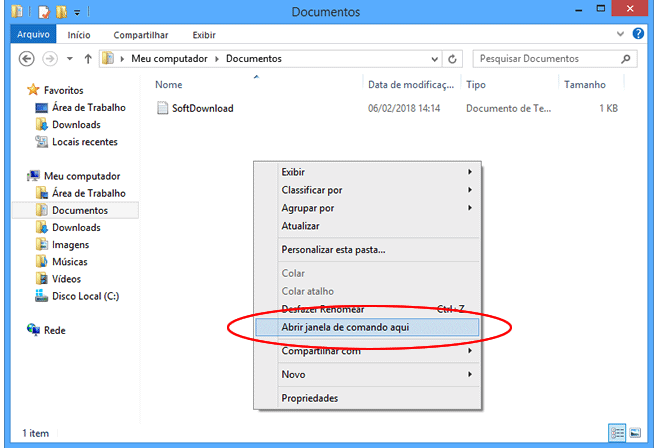 Documentos
Arquivo Início Compartilhar Exibir
Meu computador Documentos
Pesquisar Documentos
Nome Data de modificaç... Tipo Tamanho
SoftDownload 06/02/2018 14:14 Documento de Te... 1 KB
Favoritos
Área de Trabalho
Downloads
Locais recentes
Meu computador
Área de Trabalho
Documentos
Downloads
Imagens
Músicas
Vídeos
Disco Local (C:)
Rede
Exibir
Classificar por
Agrupar por
Atualizar
Personalizar esta pasta...
Colar
Colar atalho
Desfazer Renomear Ctrl+Z
Abrir janela de comando aqui
Compartilhar com
Novo
Propriedades
1 item